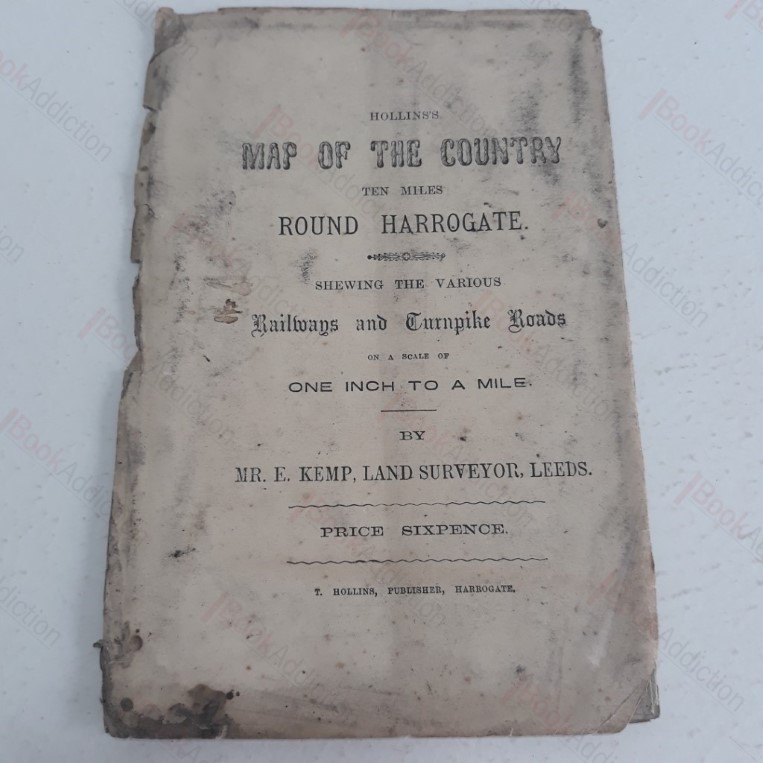 HOLLINS'S
MAP OF THE COUNTRY
TEN MILES
ROUND HARROGATE.
SHEWING THE VARIOUS
Railways and Turnpike Roads
ON A SCALE OF
ONE INCH TO A MILE.
BY
MR. E. KEMP, LAND SURVEYOR, LEEDS.
PRICE SIXPENCE.
T. HOLLINS, PUBLISHER, HARROGATE.
iBookAddiction